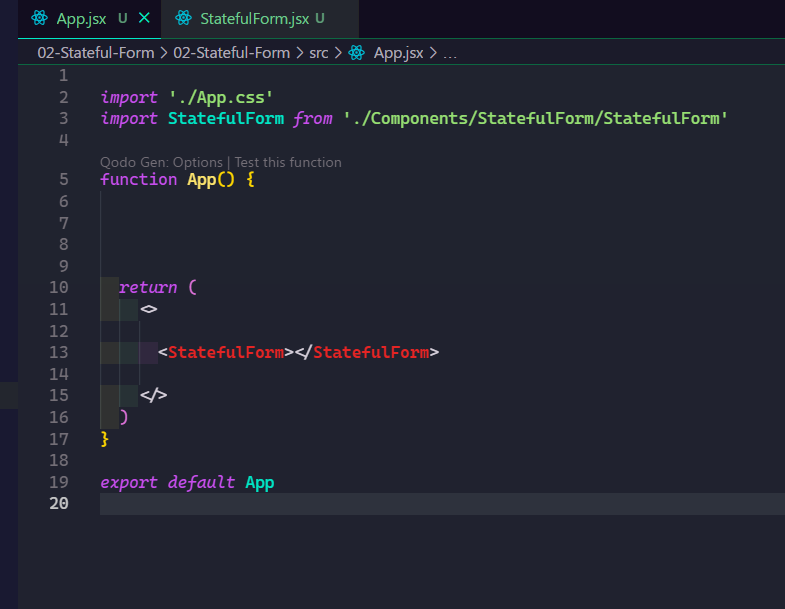 App.jsx U × StatefulForm.jsx U
02-Stateful-Form > 02-Stateful-Form > src > App.jsx > ...
1
2 import './App.css'
3 import StatefulForm from './Components/StatefulForm/StatefulForm'
4
Qodo Gen: Options | Test this function
5 function App() {
6
7
8
9
10 return (
11 <>
12
13 <StatefulForm></StatefulForm>
14
15 </>
16 )
17 }
18
19 export default App
20